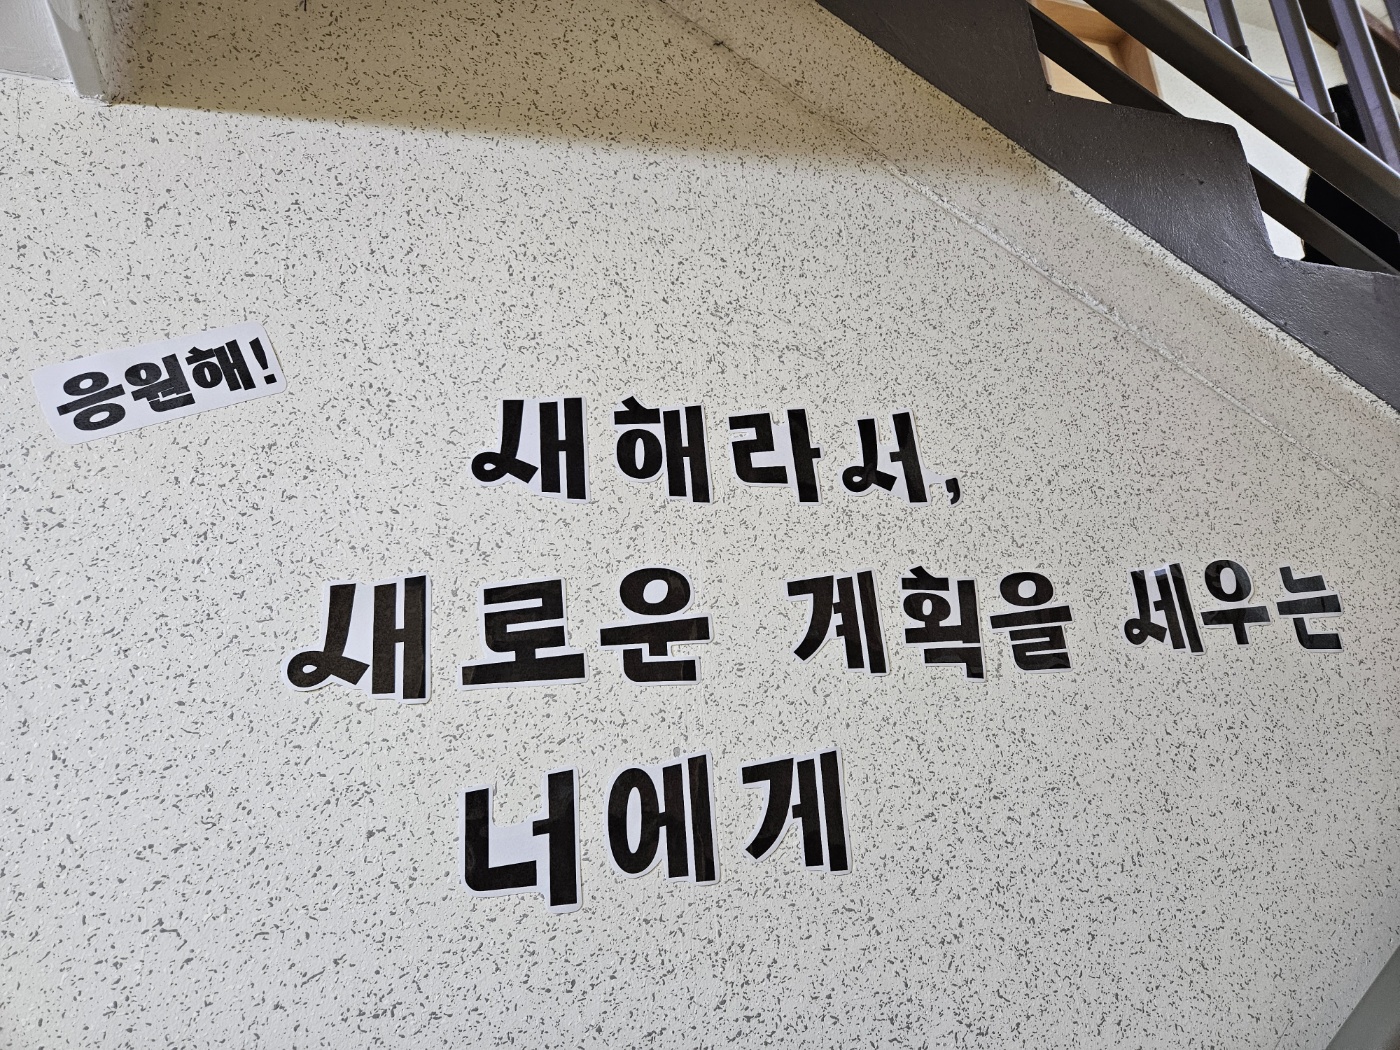 응원해!
새해라서,
새로운 계획을 세우는
너에게